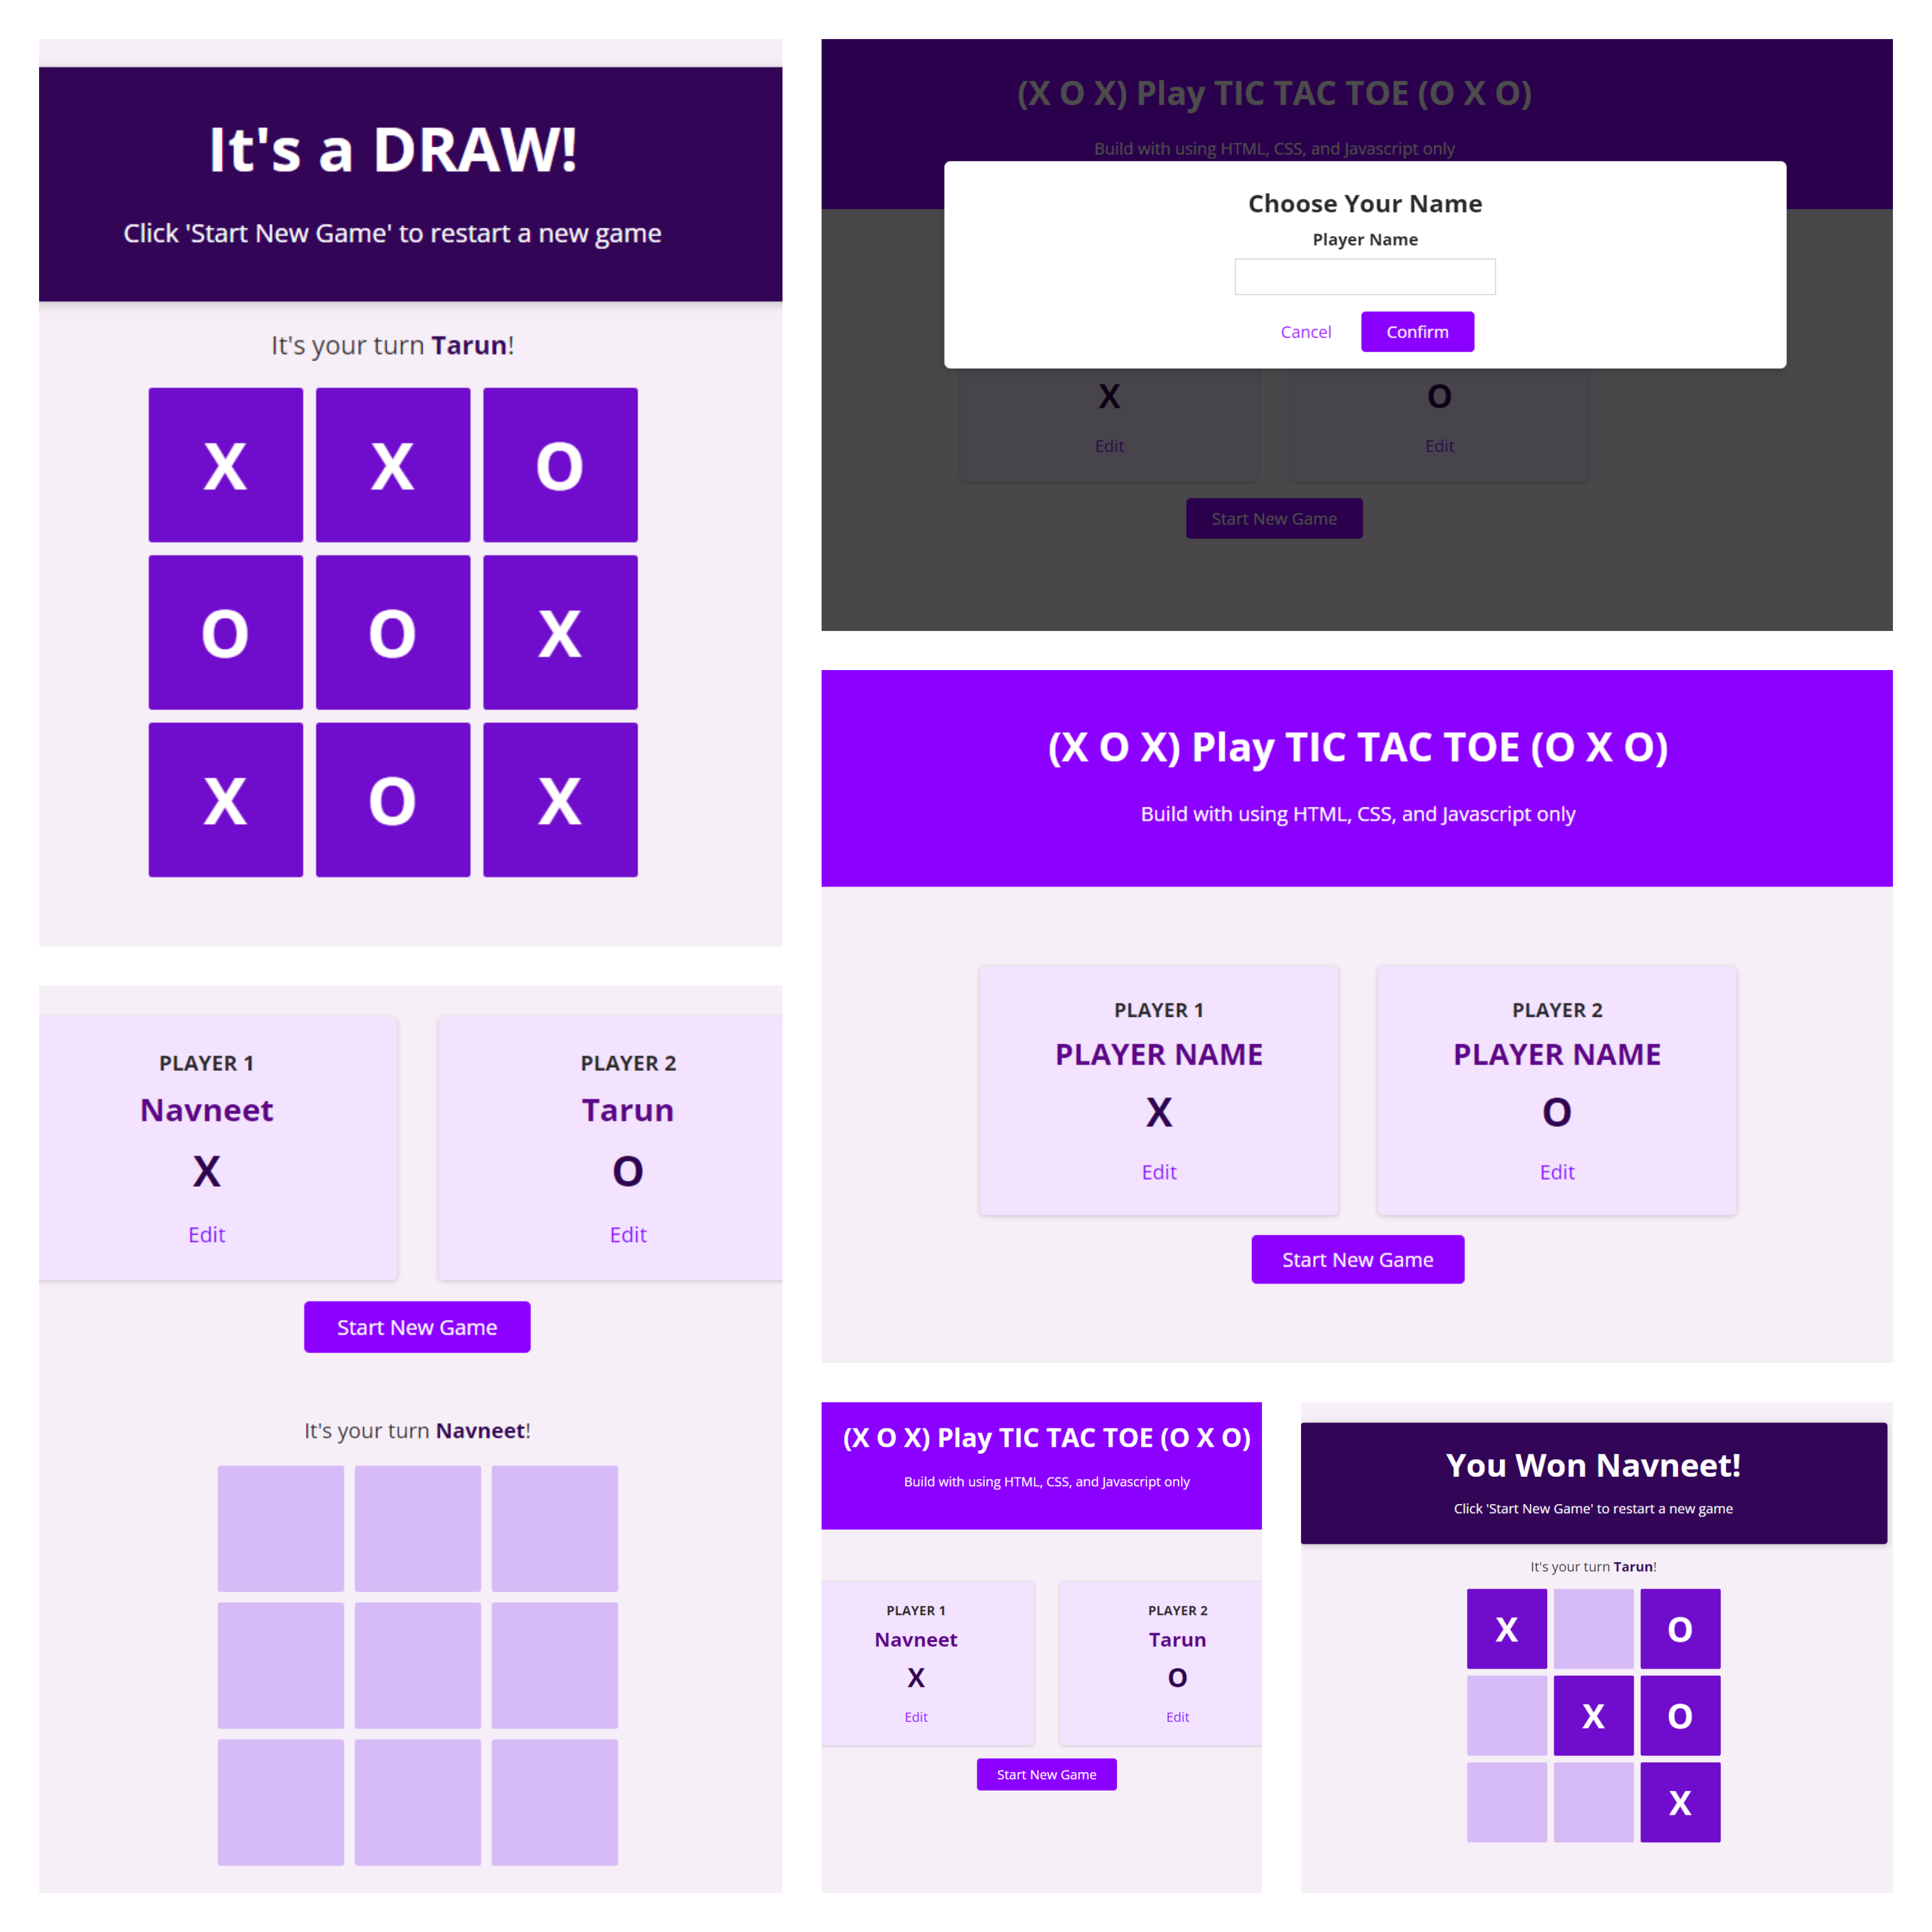 It's a DRAW!
Click 'Start New Game' to restart a new game
It's your turn Tarun!
X X O
O O X
X O X
(X O X) Play TIC TAC TOE (O X O)
Build with using HTML, CSS, and Javascript only
Choose Your Name
Player Name
Cancel Confirm
X O
Edit Edit
Start New Game
(X O X) Play TIC TAC TOE (O X O)
Build with using HTML, CSS, and Javascript only
PLAYER 1 PLAYER 2
PLAYER NAME PLAYER NAME
X O
Edit Edit
Start New Game
PLAYER 1 PLAYER 2
Navneet Tarun
X O
Edit Edit
Start New Game
It's your turn Navneet!
(X O X) Play TIC TAC TOE (O X O)
Build with using HTML, CSS, and Javascript only
PLAYER 1 PLAYER 2
Navneet Tarun
X O
Edit Edit
Start New Game
You Won Navneet!
Click 'Start New Game' to restart a new game
It's your turn Tarun!
X O
X O
X